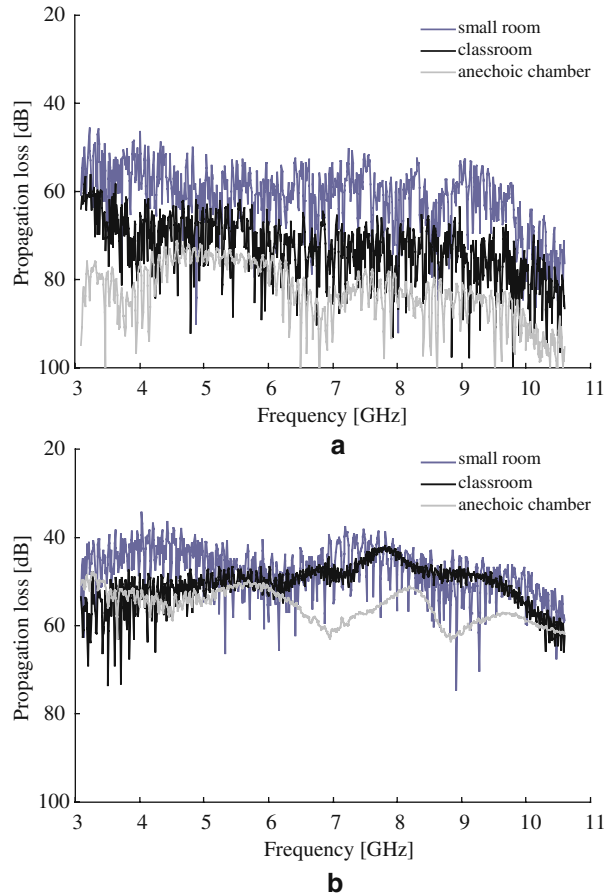 small room
classroom
anechoic chamber
20
40
60
80
100
Propagation loss [dB]
3 4 5 6 7 8 9 10 11
Frequency [GHz]
a
small room
classroom
anechoic chamber
20
40
60
80
100
Propagation loss [dB]
3 4 5 6 7 8 9 10 11
Frequency [GHz]
b